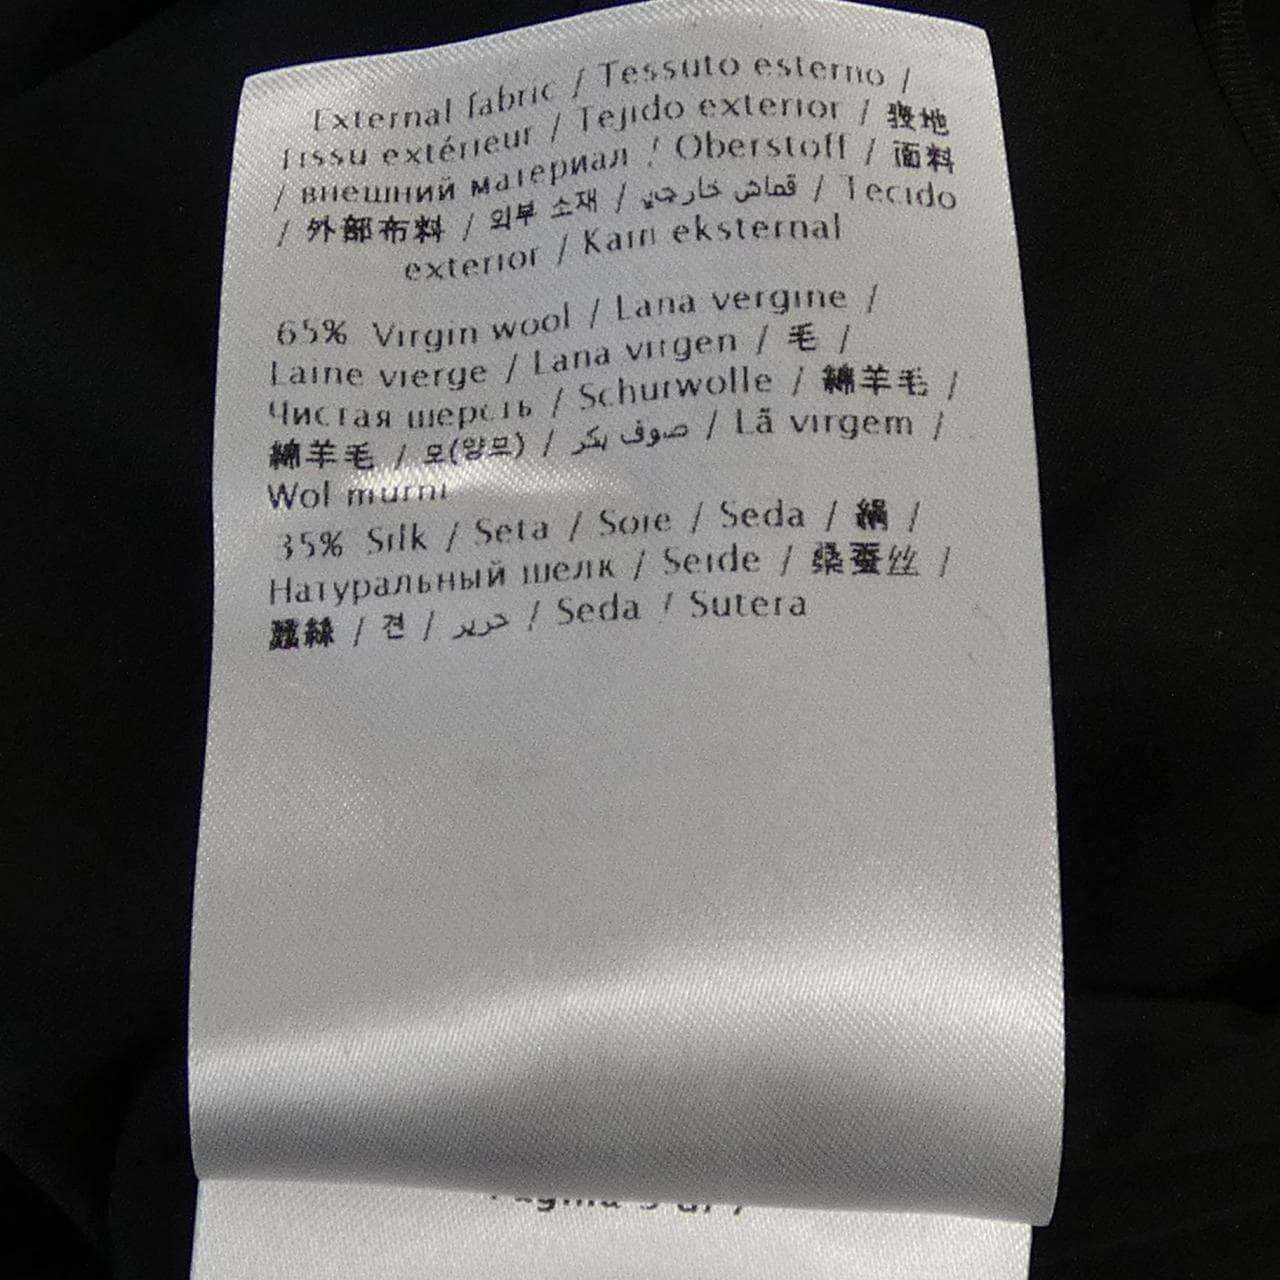 External fabric / Tessuto esterno /
Tissu extérieur / Tejido exterior / 表地
/ внешний материал / Oberstoff / 面料
/ 外部布料 / 외부 소재 / قماش خارجي / Tecido
exterior / Kain eksternal
65% Virgin wool / Lana vergine /
Laine vierge / Lana virgen / 毛 /
Чистая шерсть / Schurwolle / 綿羊毛 /
綿羊毛 / 모(양모) / صوف بكر / Lã virgem /
Wol murni
35% Silk / Seta / Soie / Seda / 絹 /
Натуральный шелк / Seide / 桑蚕丝 /
蠶絲 / 견 / حرير / Seda / Sutera